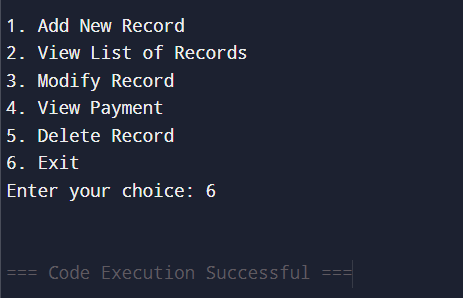 1. Add New Record
2. View List of Records
3. Modify Record
4. View Payment
5. Delete Record
6. Exit
Enter your choice: 6
=== Code Execution Successful ===